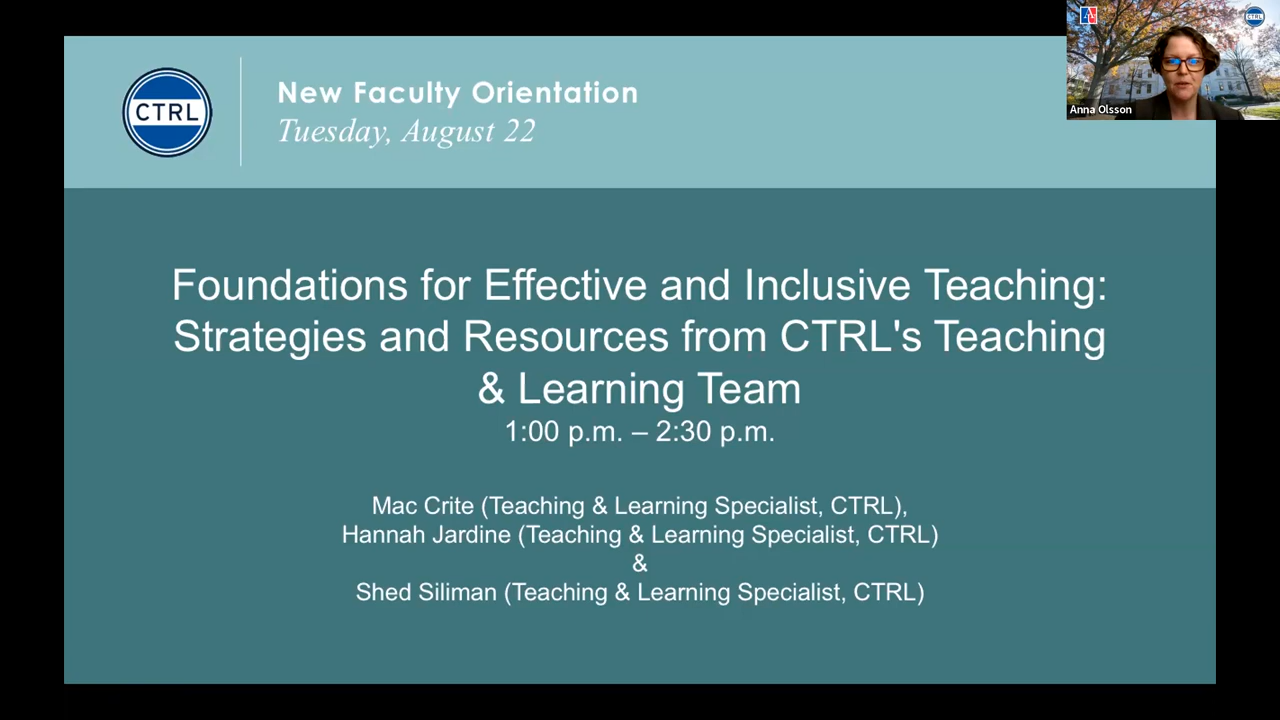 CTRL
New Faculty Orientation
Tuesday, August 22
CTRL
Anna Olsson
Foundations for Effective and Inclusive Teaching:
Strategies and Resources from CTRL's Teaching
& Learning Team
1:00 p.m. – 2:30 p.m.
Mac Crite (Teaching & Learning Specialist, CTRL),
Hannah Jardine (Teaching & Learning Specialist, CTRL)
&
Shed Siliman (Teaching & Learning Specialist, CTRL)